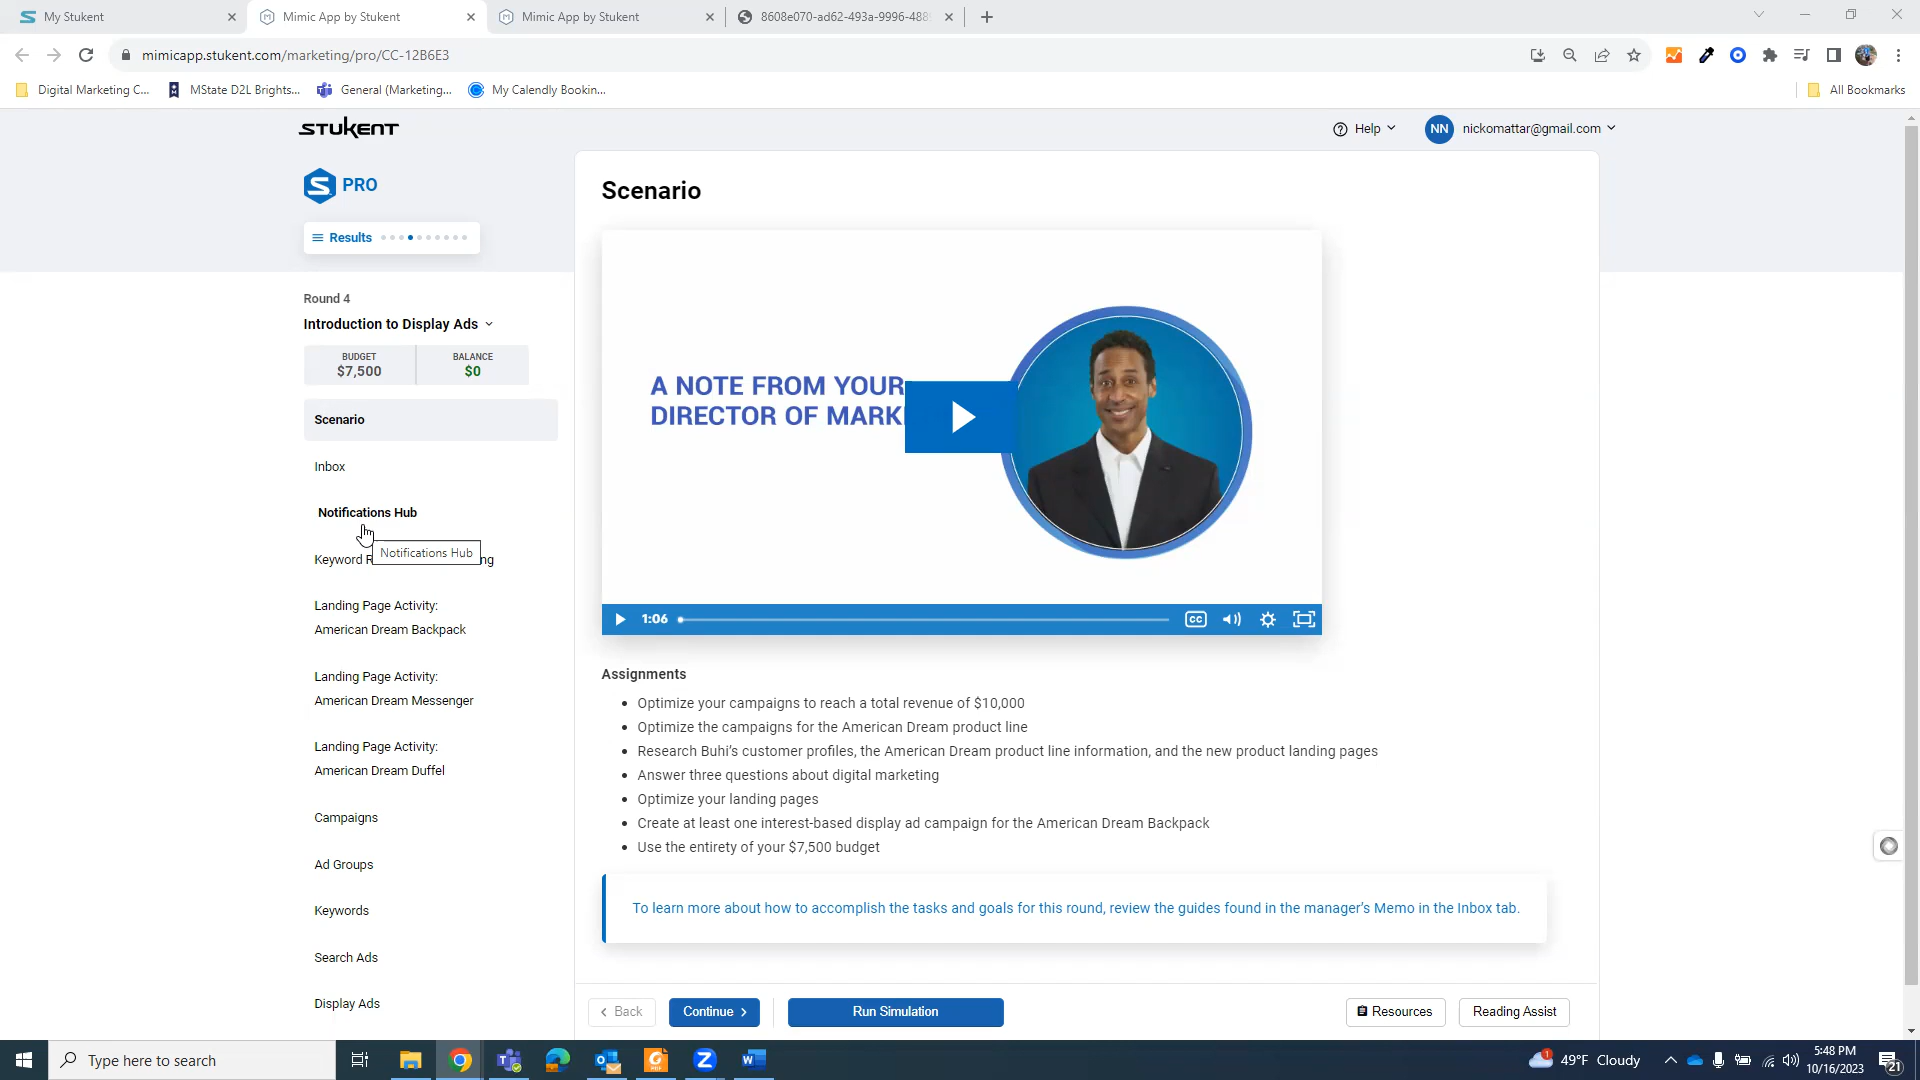 My Stukent
Mimic App by Stukent
Mimic App by Stukent
8608e070-ad62-493a-9996-488
mimicapp.stukent.com/marketing/pro/CC-12B6E3
Digital Marketing C...
MState D2L Brights...
General (Marketing...
My Calendly Bookin...
All Bookmarks
STUKENT
Help
NN
nickomattar@gmail.com
S PRO
Results
Round 4
Introduction to Display Ads
BUDGET
$7,500
BALANCE
$0
Scenario
Inbox
Notifications Hub
Notifications Hub
Keyword
ng
Landing Page Activity:
American Dream Backpack
Landing Page Activity:
American Dream Messenger
Landing Page Activity:
American Dream Duffel
Campaigns
Ad Groups
Keywords
Search Ads
Display Ads
Scenario
A NOTE FROM YOUR
DIRECTOR OF MARK
1:06
CC
Assignments
• Optimize your campaigns to reach a total revenue of $10,000
• Optimize the campaigns for the American Dream product line
• Research Buhi's customer profiles, the American Dream product line information, and the new product landing pages
• Answer three questions about digital marketing
• Optimize your landing pages
• Create at least one interest-based display ad campaign for the American Dream Backpack
• Use the entirety of your $7,500 budget
To learn more about how to accomplish the tasks and goals for this round, review the guides found in the manager's Memo in the Inbox tab.
Back
Continue
Run Simulation
Resources
Reading Assist
Type here to search
49°F Cloudy
5:48 PM
10/16/2023
21